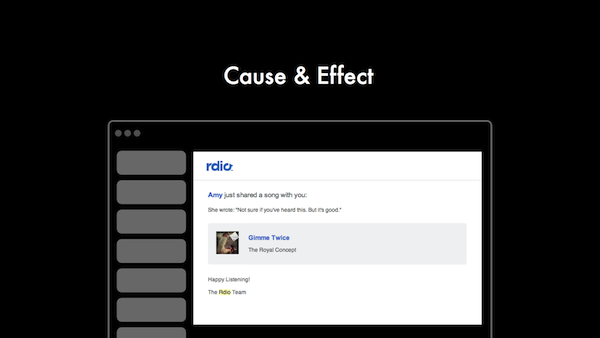 Cause & Effect
rdio
Amy just shared a song with you:
She wrote: "Not sure if you've heard this. But it's good."
Gimme Twice
The Royal Concept
Happy Listening!
The Rdio Team